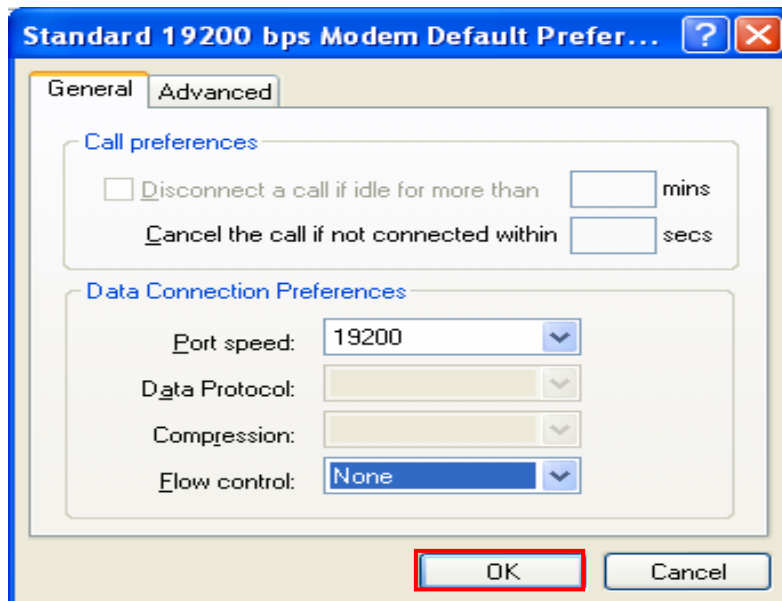 Standard 19200 bps Modem Default Prefer...
General Advanced
Call preferences
Disconnect a call if idle for more than mins
Cancel the call if not connected within secs
Data Connection Preferences
Port speed: 19200
Data Protocol:
Compression:
Flow control: None
OK Cancel